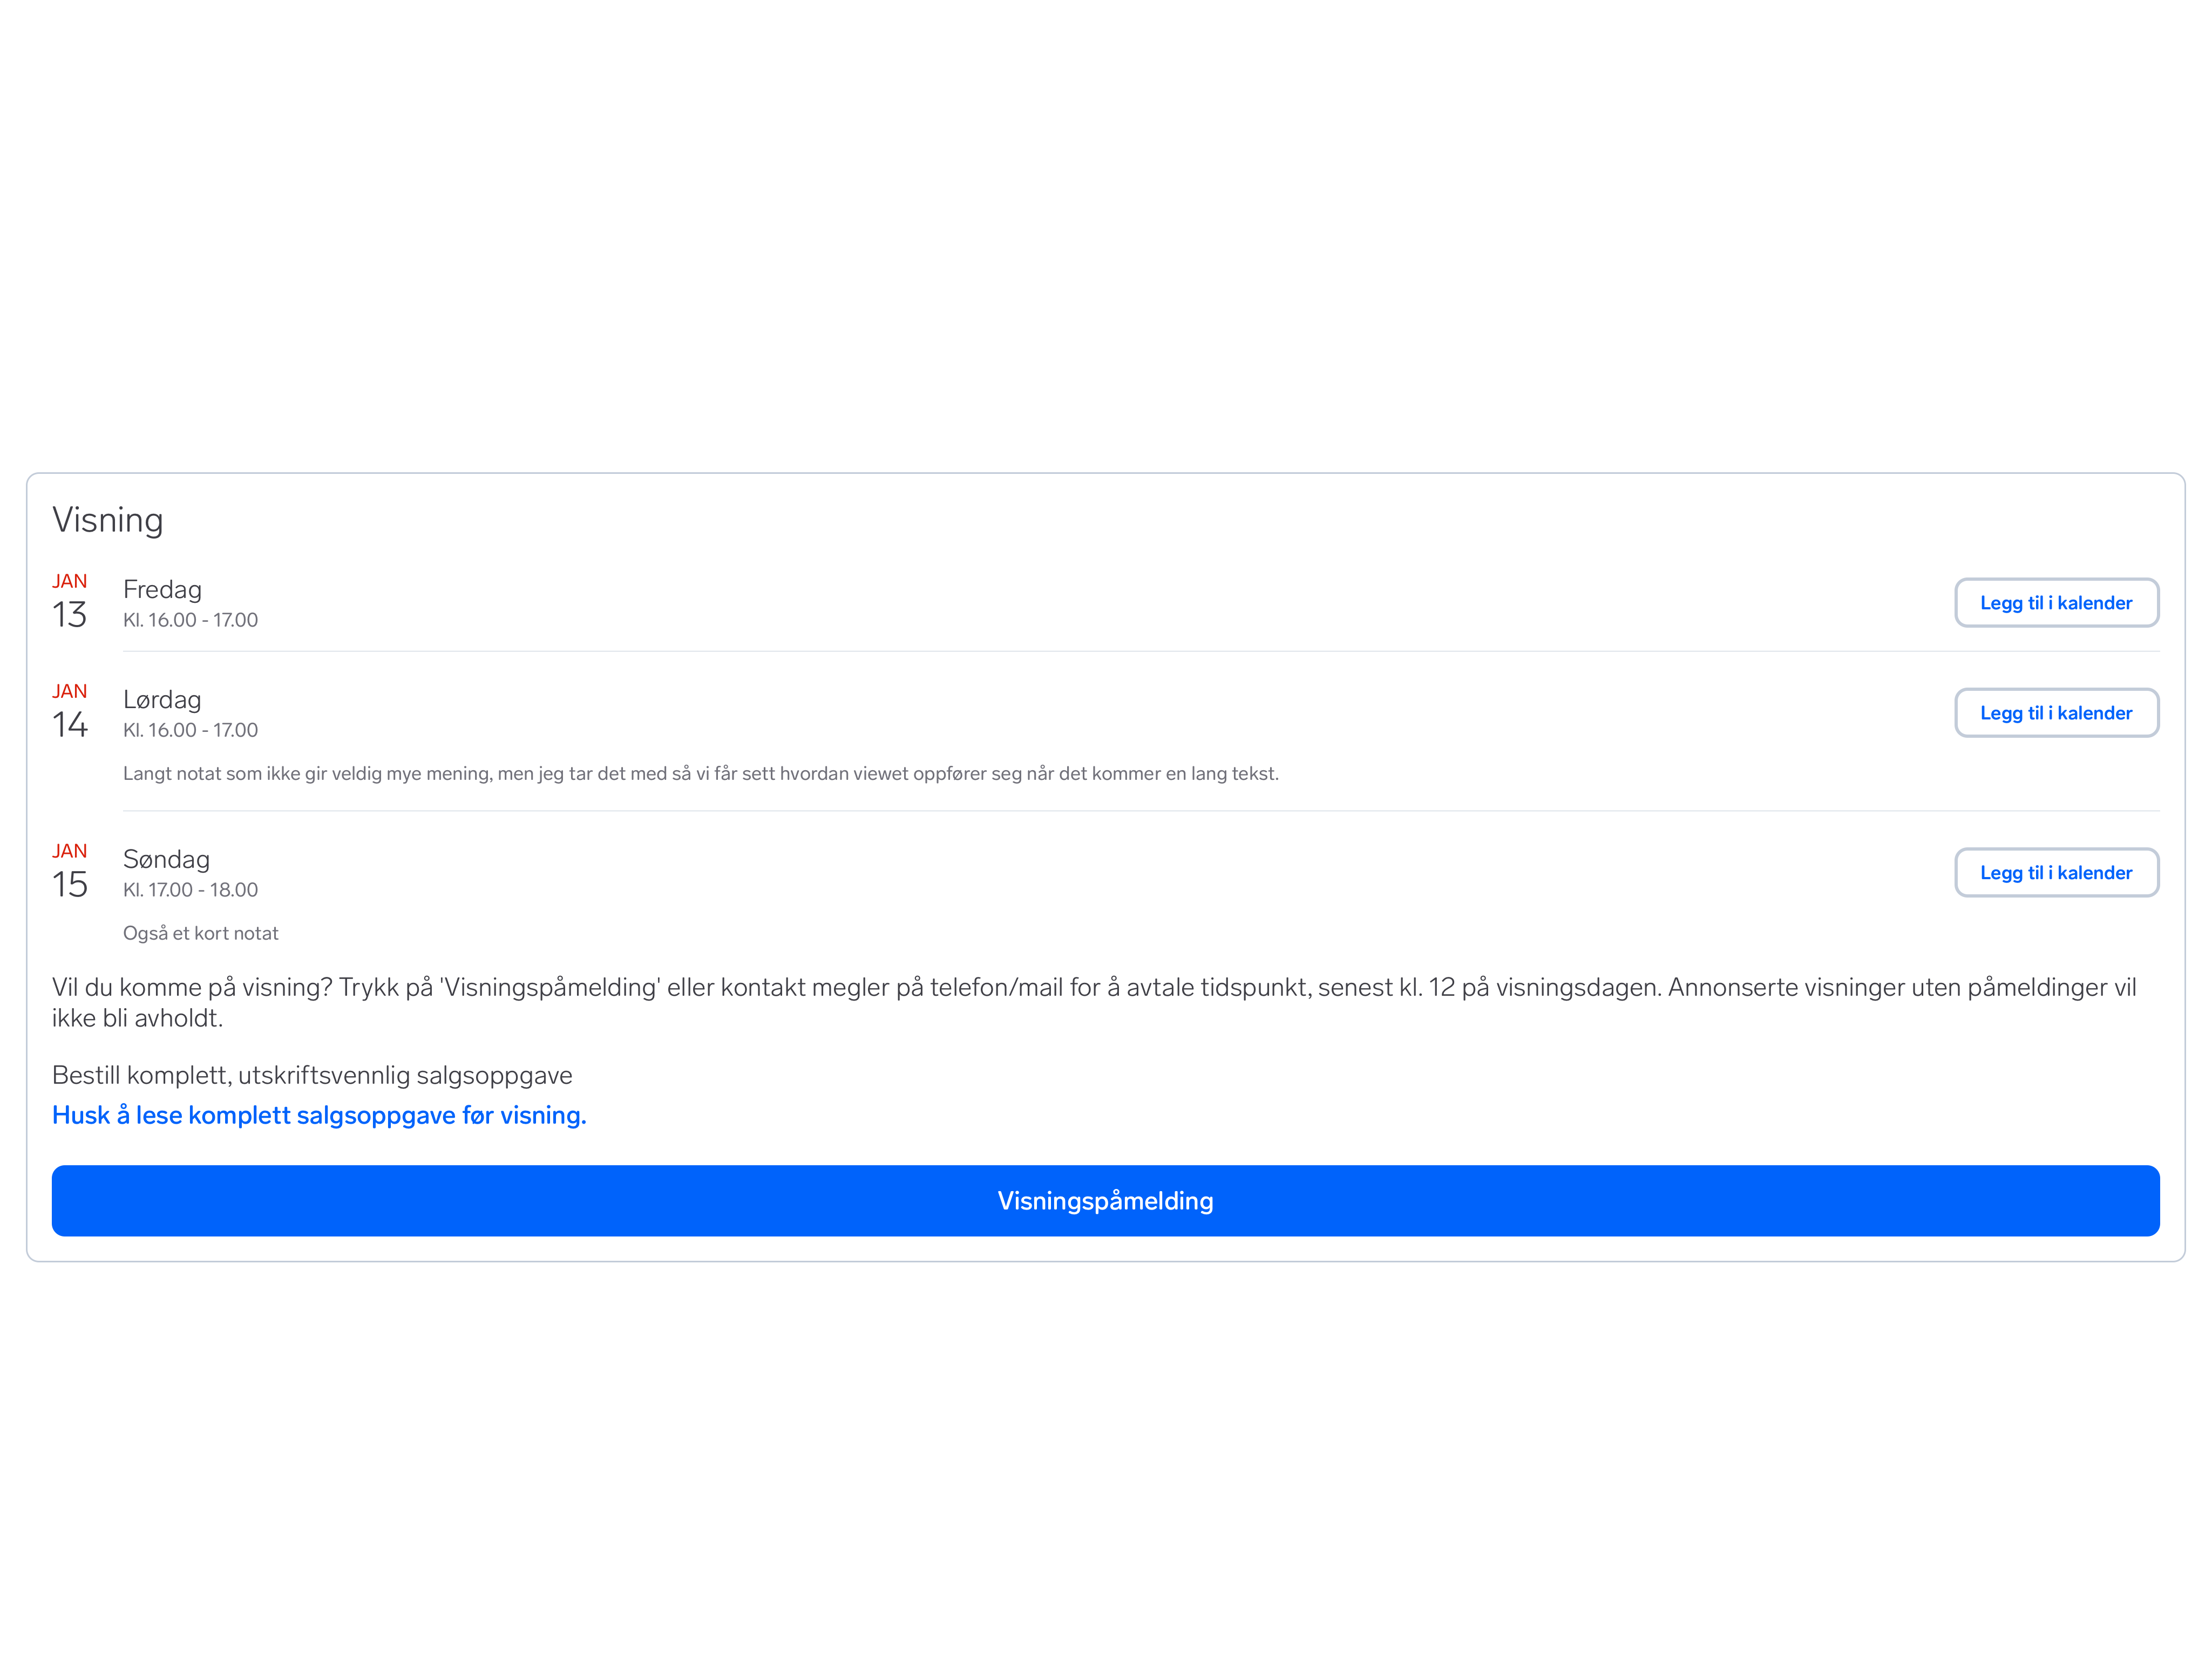 Visning
JAN
13
Fredag
Kl. 16.00 - 17.00
Legg til i kalender
JAN
14
Lørdag
Kl. 16.00 - 17.00
Legg til i kalender
Langt notat som ikke gir veldig mye mening, men jeg tar det med så vi får sett hvordan viewet oppfører seg når det kommer en lang tekst.
JAN
15
Søndag
Kl. 17.00 - 18.00
Legg til i kalender
Også et kort notat
Vil du komme på visning? Trykk på 'Visningspåmelding' eller kontakt megler på telefon/mail for å avtale tidspunkt, senest kl. 12 på visningsdagen. Annonserte visninger uten påmeldinger vil
ikke bli avholdt.
Bestill komplett, utskriftsvennlig salgsoppgave
Husk å lese komplett salgsoppgave før visning.
Visningspåmelding